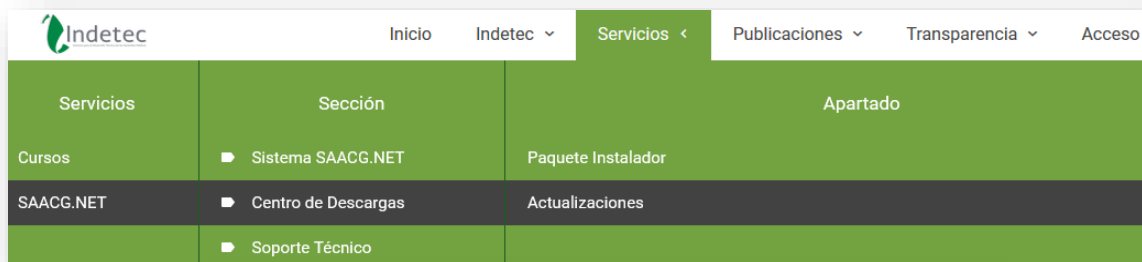 Indetec
Inicio Indetec Servicios Publicaciones Transparencia Acceso
Servicios Sección Apartado
Cursos Sistema SAACG.NET Paquete Instalador
SAACG.NET Centro de Descargas Actualizaciones
Soporte Técnico